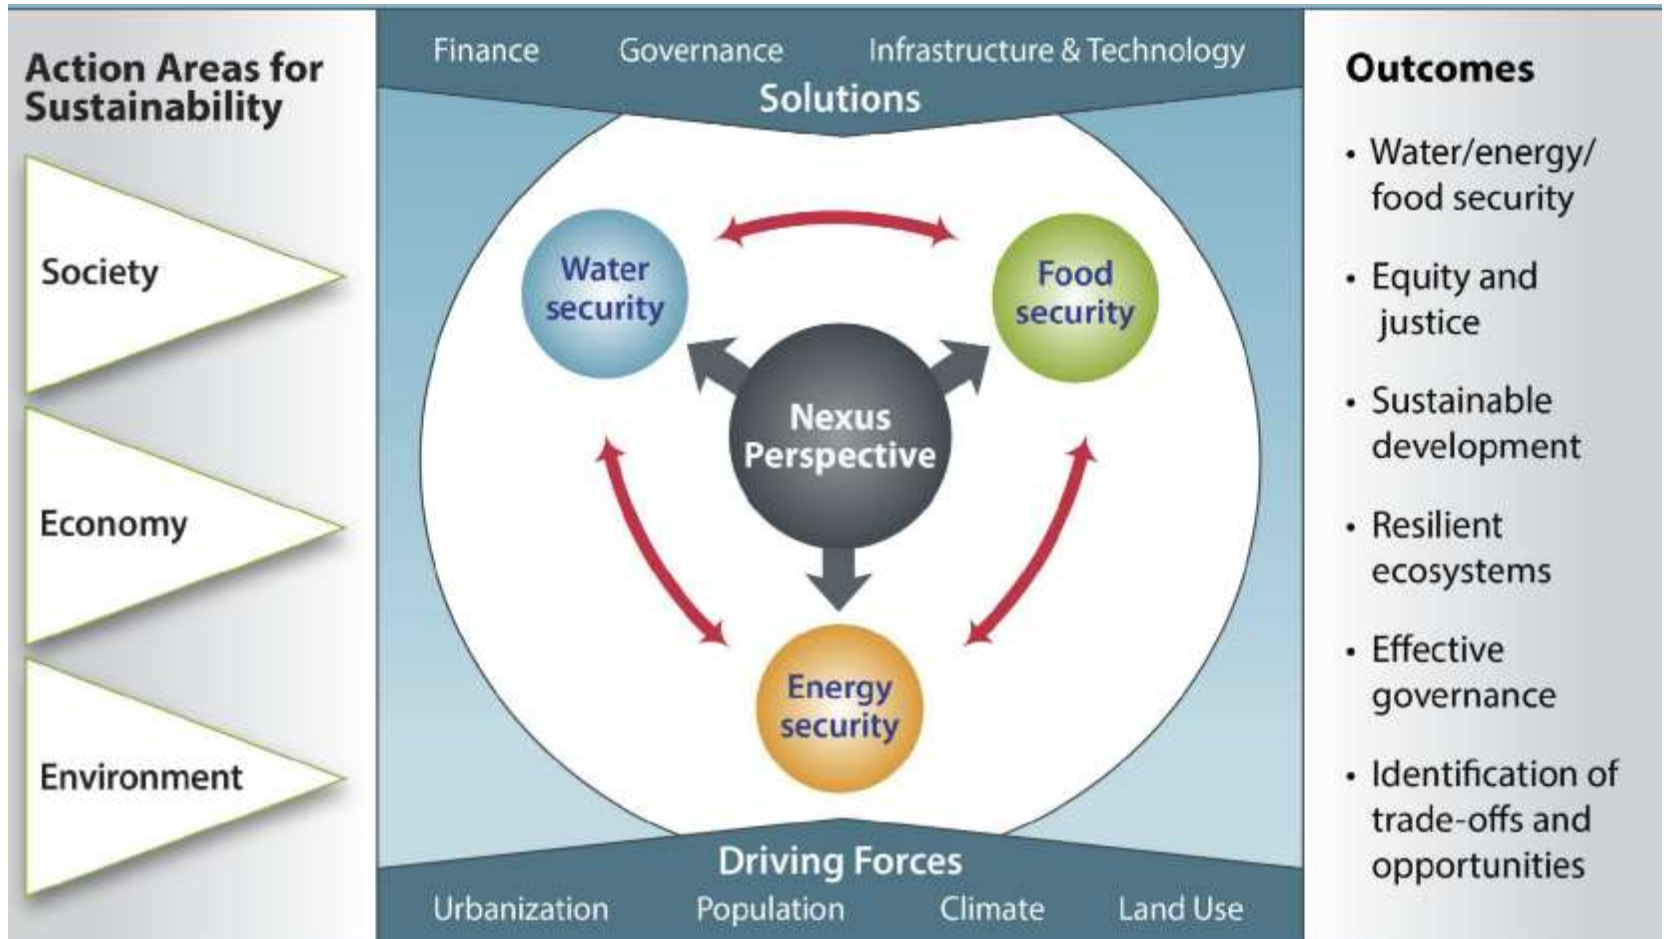 Action Areas for
Sustainability
Society
Economy
Environment
Finance Governance Infrastructure & Technology
Solutions
Water
security
Food
security
Nexus
Perspective
Energy
security
Driving Forces
Urbanization Population Climate Land Use
Outcomes
• Water/energy/
food security
• Equity and
justice
• Sustainable
development
• Resilient
ecosystems
• Effective
governance
• Identification of
trade-offs and
opportunities